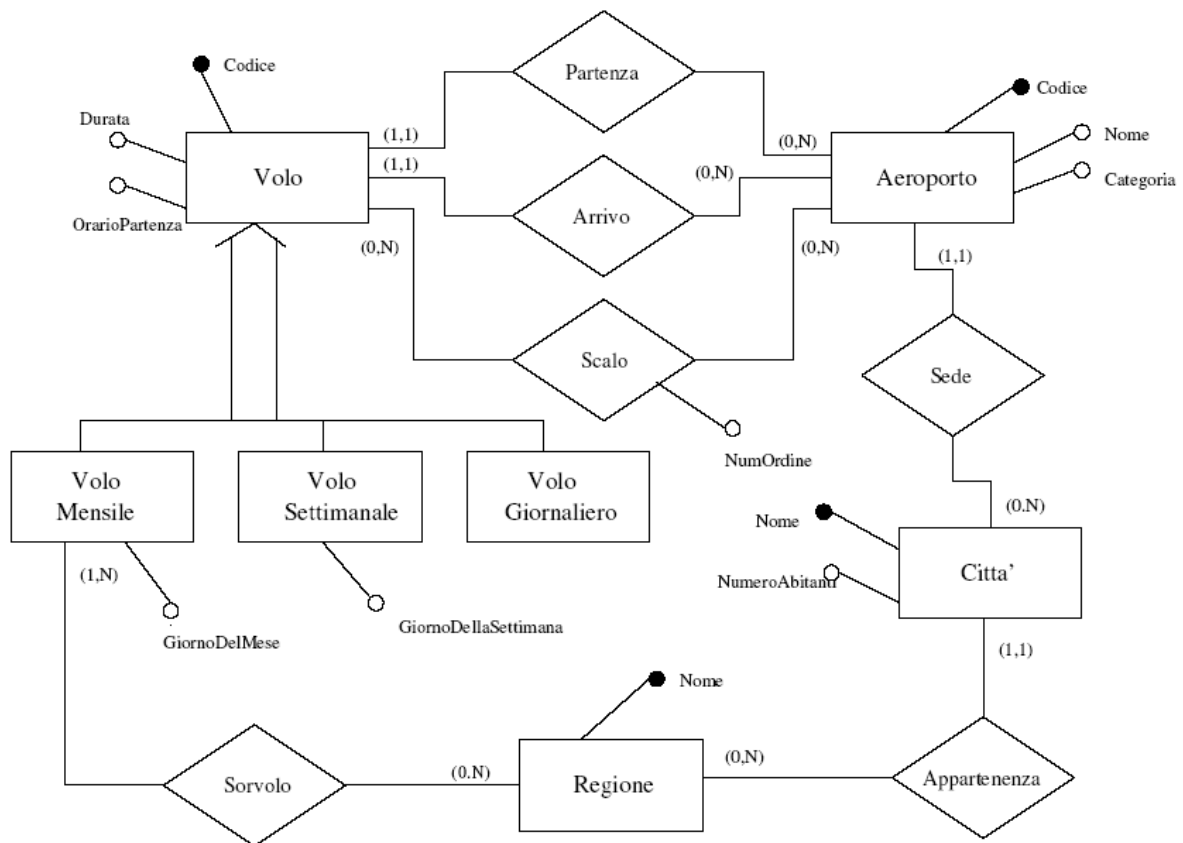 Codice
Partenza
Durata
(1,1)
(0,N)
Codice
Nome
Volo
(1,1)
(0,N)
Aeroporto
Categoria
OrarioPartenza
Arrivo
(0,N)
(0,N)
(1,1)
Scalo
Sede
NumOrdine
Volo
Mensile
Volo
Settimanale
Volo
Giornaliero
(0.N)
Nome
(1,N)
Citta’
NumeroAbitanti
GiornoDelMese
GiornoDellaSettimana
(1,1)
Nome
(0.N)
(0,N)
Sorvolo
Regione
Appartenenza